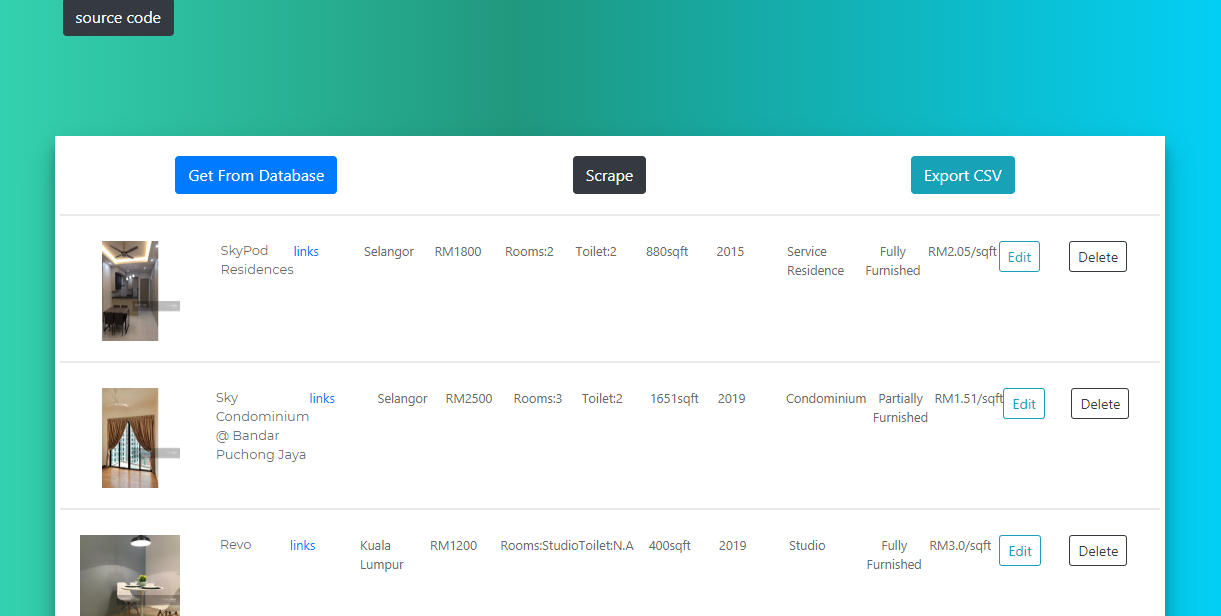 source code
Get From Database Scrape Export CSV
SkyPod links Selangor RM1800 Rooms:2 Toilet:2 880sqft 2015 Service Fully RM2.05/sqft Edit Delete
Residences Residence Furnished
Sky links Selangor RM2500 Rooms:3 Toilet:2 1651sqft 2019 Condominium Partially RM1.51/sqft Edit Delete
Condominium Furnished
@ Bandar
Puchong Jaya
Revo links Kuala RM1200 Rooms:StudioToilet:N.A 400sqft 2019 Studio Fully RM3.0/sqft Edit Delete
Lumpur Furnished